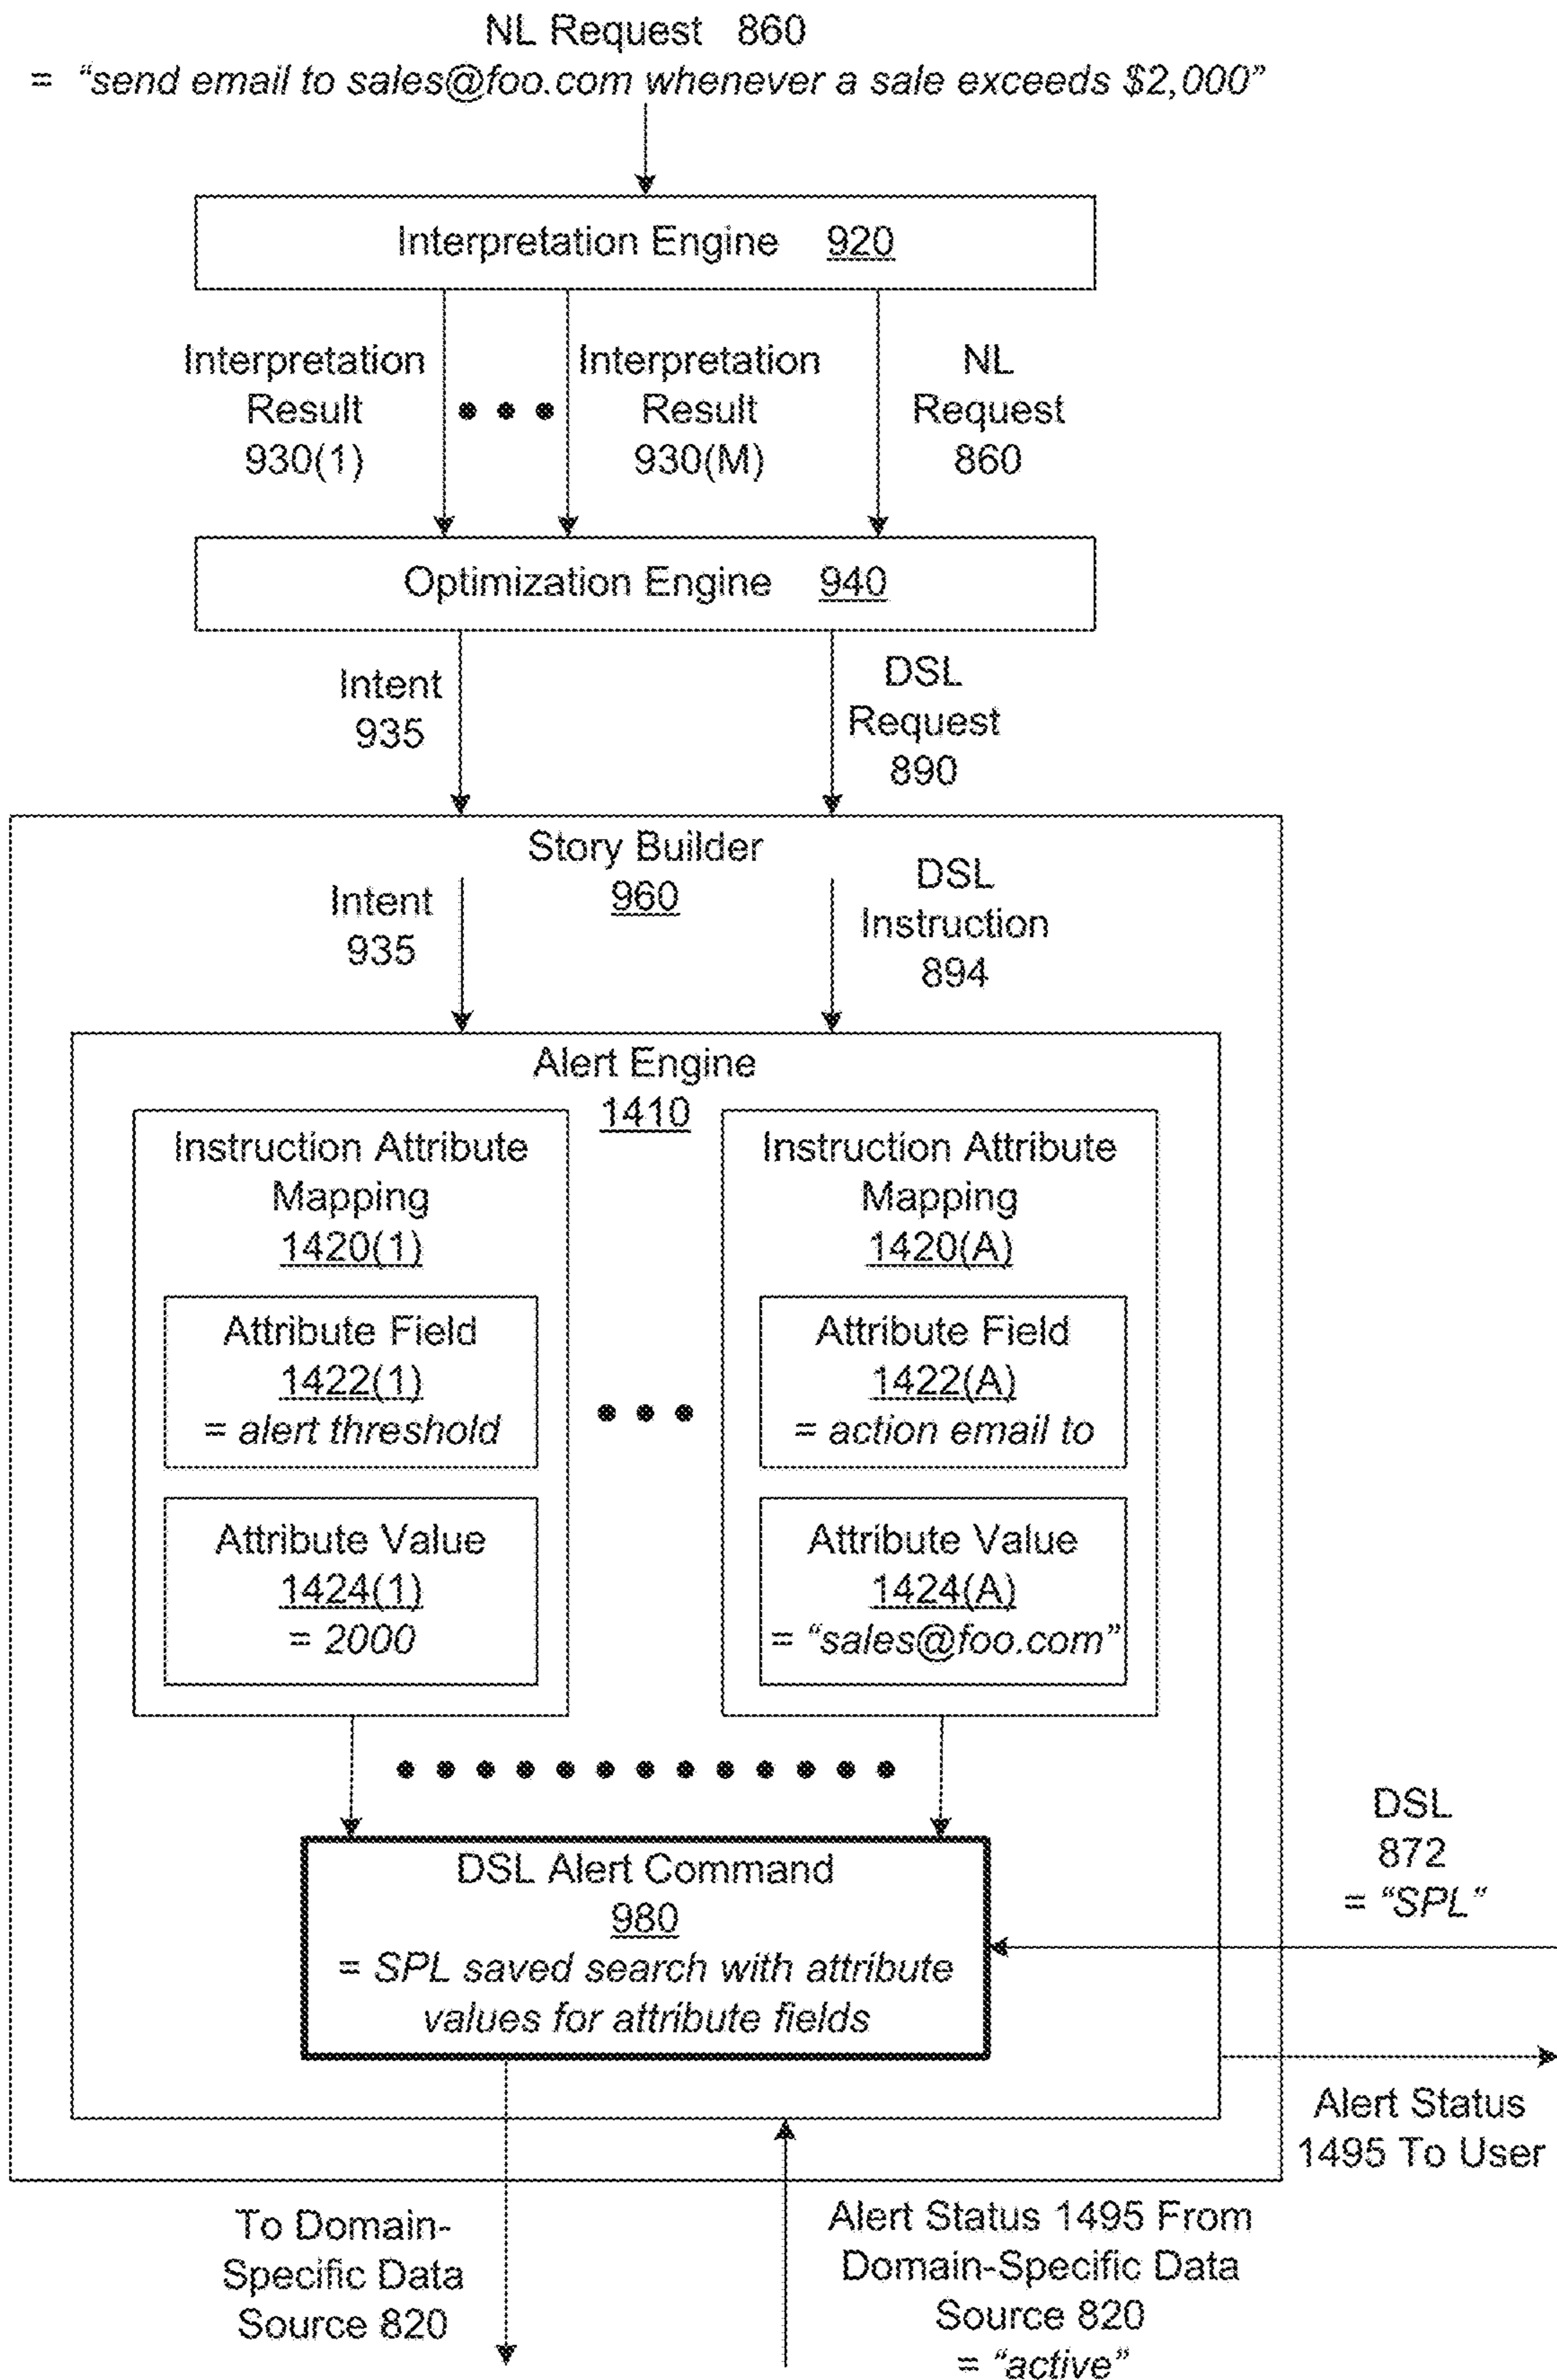 NL Request 860
= “send email to sales@foo.com whenever a sale exceeds $2,000”
Interpretation Engine 920
Interpretation
Result
930(1)
Interpretation
Result
930(M)
NL
Request
860
Optimization Engine 940
Intent
935
DSL
Request
890
Story Builder
960
Intent
935
DSL
Instruction
894
Alert Engine
1410
Instruction Attribute
Mapping
1420(1)
Attribute Field
1422(1)
= alert threshold
Attribute Value
1424(1)
= 2000
Instruction Attribute
Mapping
1420(A)
Attribute Field
1422(A)
= action email to
Attribute Value
1424(A)
= “sales@foo.com”
DSL Alert Command
980
= SPL saved search with attribute
values for attribute fields
DSL
872
= “SPL”
Alert Status
1495 To User
To Domain-
Specific Data
Source 820
Alert Status 1495 From
Domain-Specific Data
Source 820
= “active”